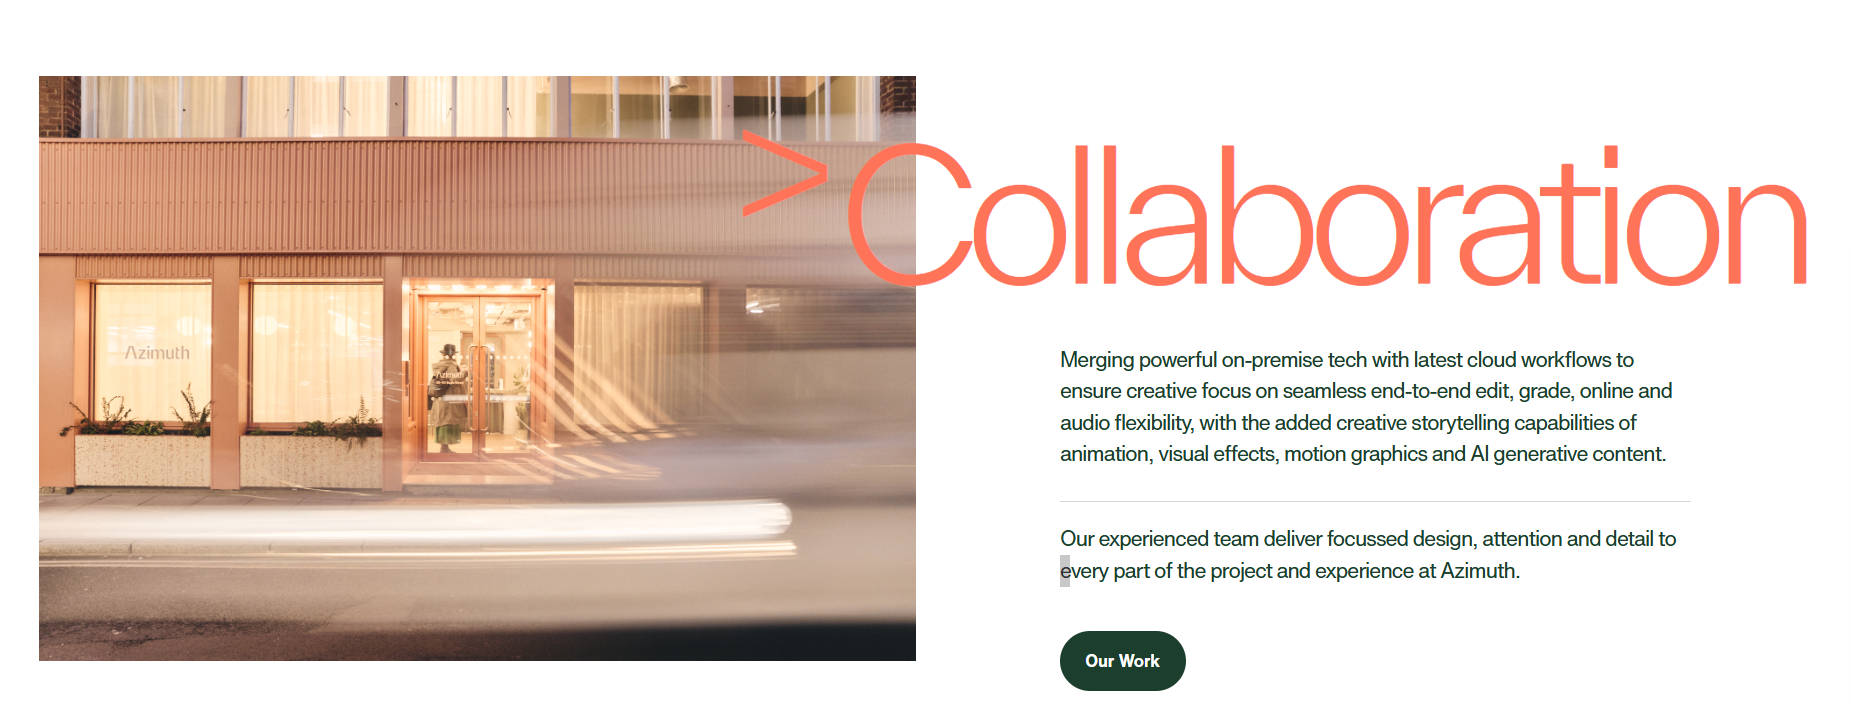 >Collaboration
Azimuth
Azimuth
Merging powerful on-premise tech with latest cloud workflows to
ensure creative focus on seamless end-to-end edit, grade, online and
audio flexibility, with the added creative storytelling capabilities of
animation, visual effects, motion graphics and AI generative content.
Our experienced team deliver focussed design, attention and detail to
every part of the project and experience at Azimuth.
Our Work